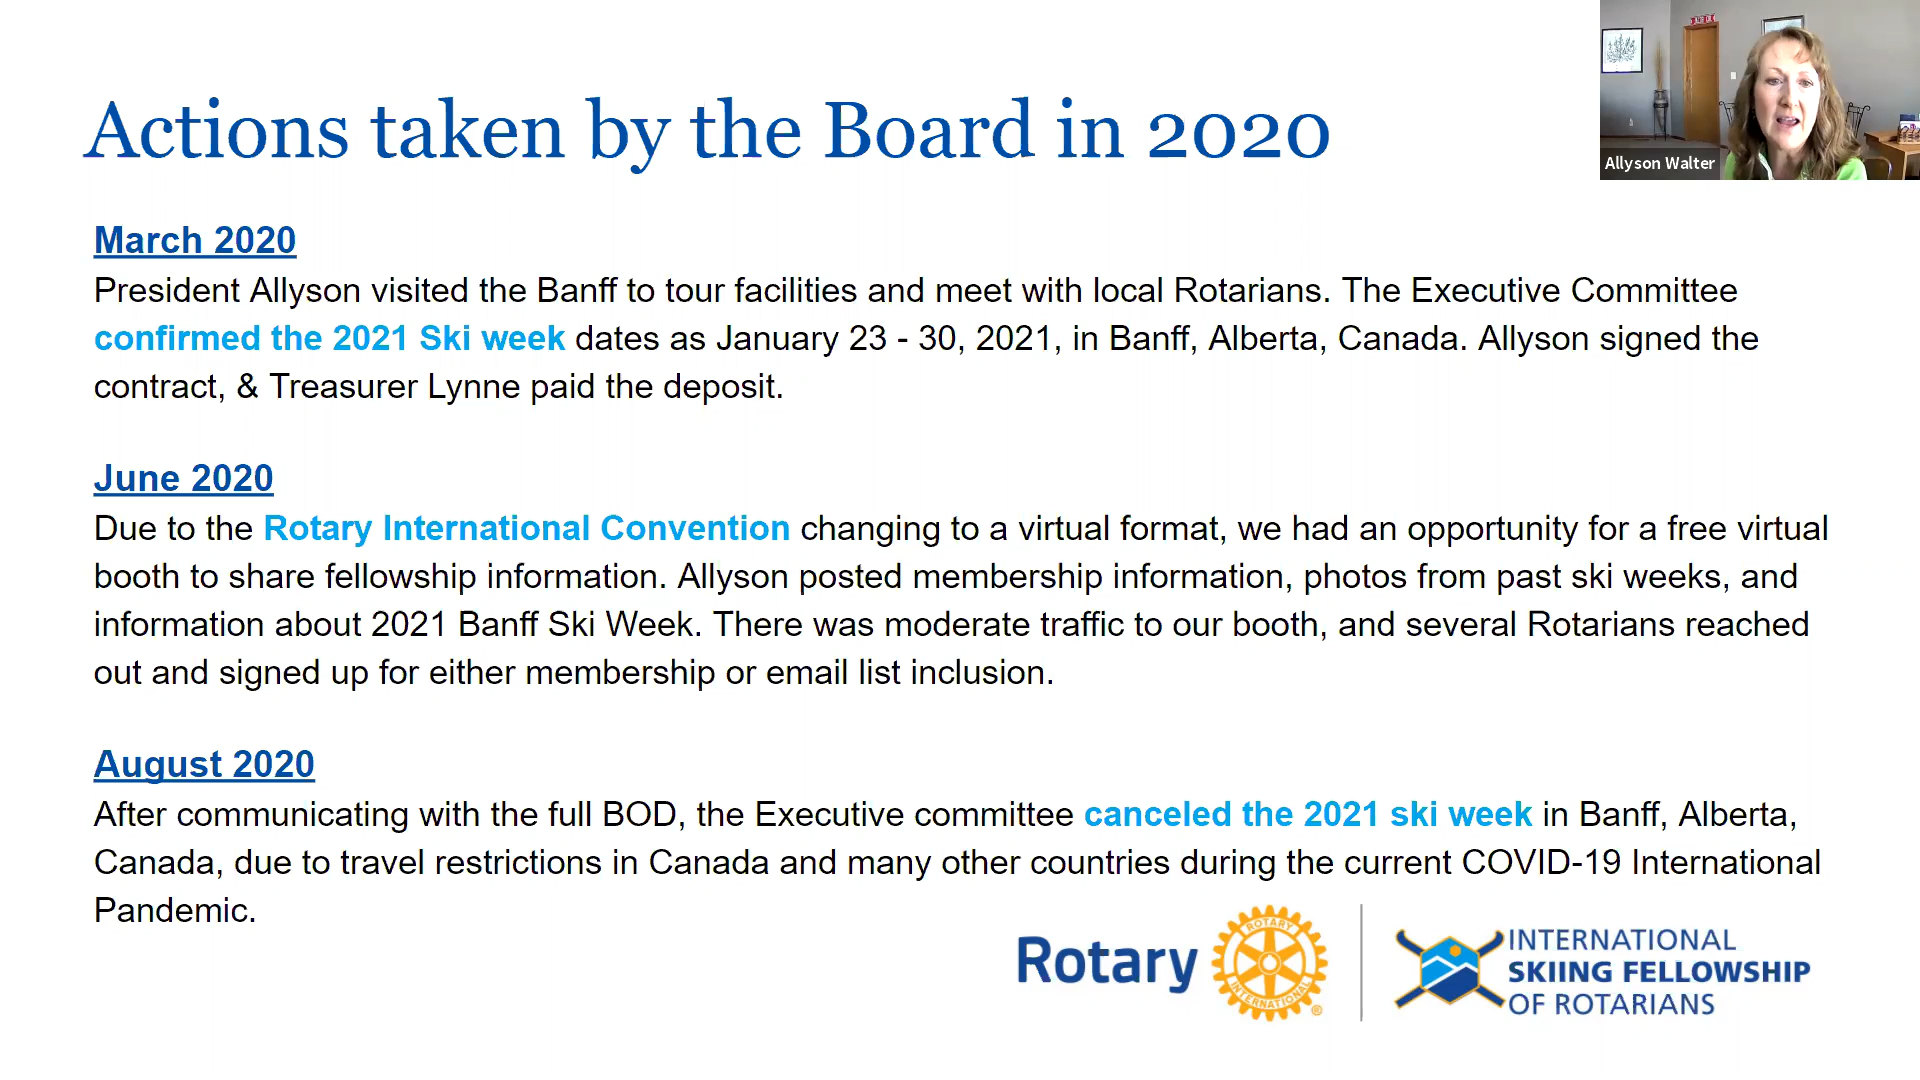 Actions taken by the Board in 2020
Allyson Walter
March 2020
President Allyson visited the Banff to tour facilities and meet with local Rotarians. The Executive Committee
confirmed the 2021 Ski week dates as January 23 - 30, 2021, in Banff, Alberta, Canada. Allyson signed the
contract, & Treasurer Lynne paid the deposit.
June 2020
Due to the Rotary International Convention changing to a virtual format, we had an opportunity for a free virtual
booth to share fellowship information. Allyson posted membership information, photos from past ski weeks, and
information about 2021 Banff Ski Week. There was moderate traffic to our booth, and several Rotarians reached
out and signed up for either membership or email list inclusion.
August 2020
After communicating with the full BOD, the Executive committee canceled the 2021 ski week in Banff, Alberta,
Canada, due to travel restrictions in Canada and many other countries during the current COVID-19 International
Pandemic.
Rotary
ROTARY
INTERNATIONAL
®
INTERNATIONAL
SKIING FELLOWSHIP
OF ROTARIANS